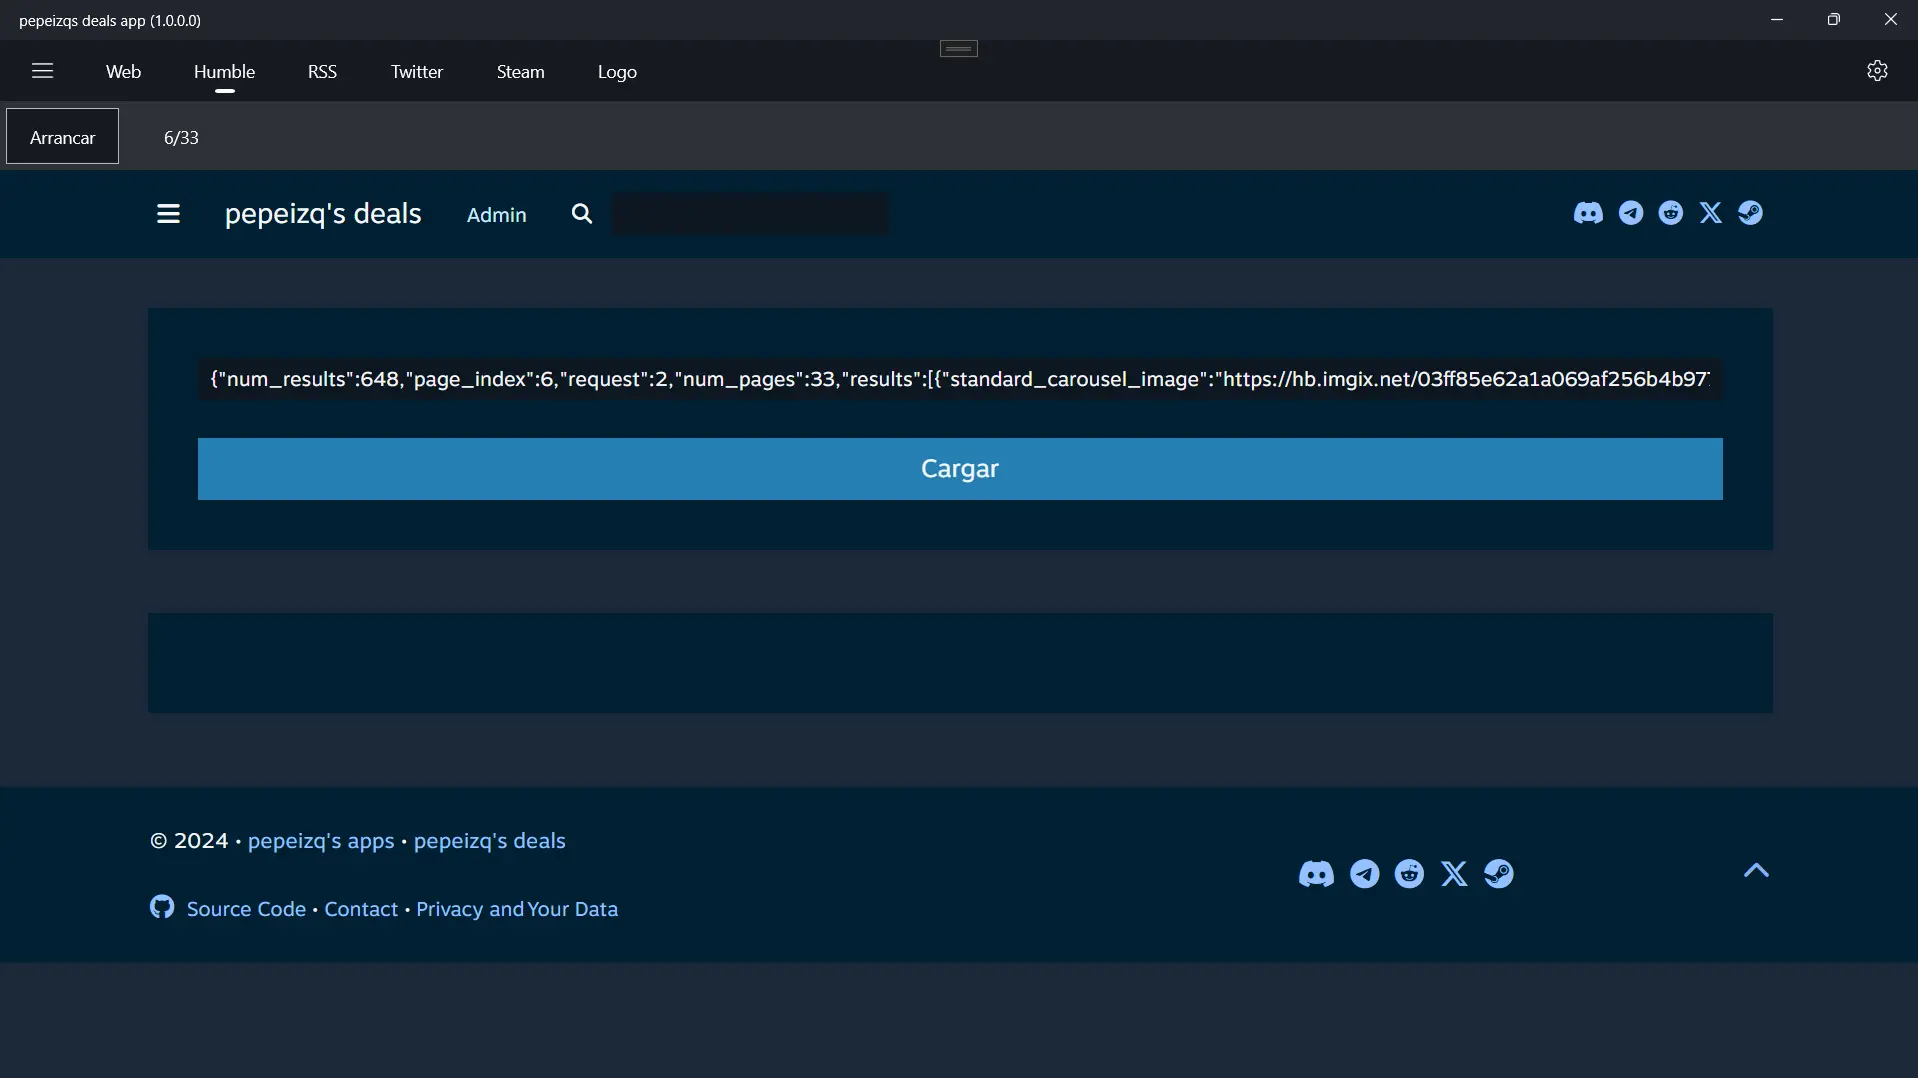 pepeizqs deals app (1.0.0.0)
Web Humble RSS Twitter Steam Logo
Arrancar 6/33
pepeizq's deals Admin
{"num_results":648,"page_index":6,"request":2,"num_pages":33,"results":[{"standard_carousel_image":"https://hb.imgix.net/03ff85e62a1a069af256b4b97
Cargar
© 2024 • pepeizq's apps • pepeizq's deals
Source Code • Contact • Privacy and Your Data